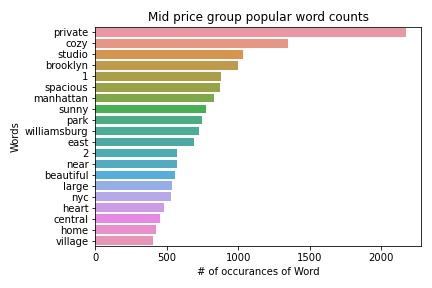 Mid price group popular word counts
Words
private
cozy
studio
brooklyn
1
spacious
manhattan
sunny
park
williamsburg
east
2
near
beautiful
large
nyc
heart
central
home
village
0 500 1000 1500 2000
# of occurances of Word